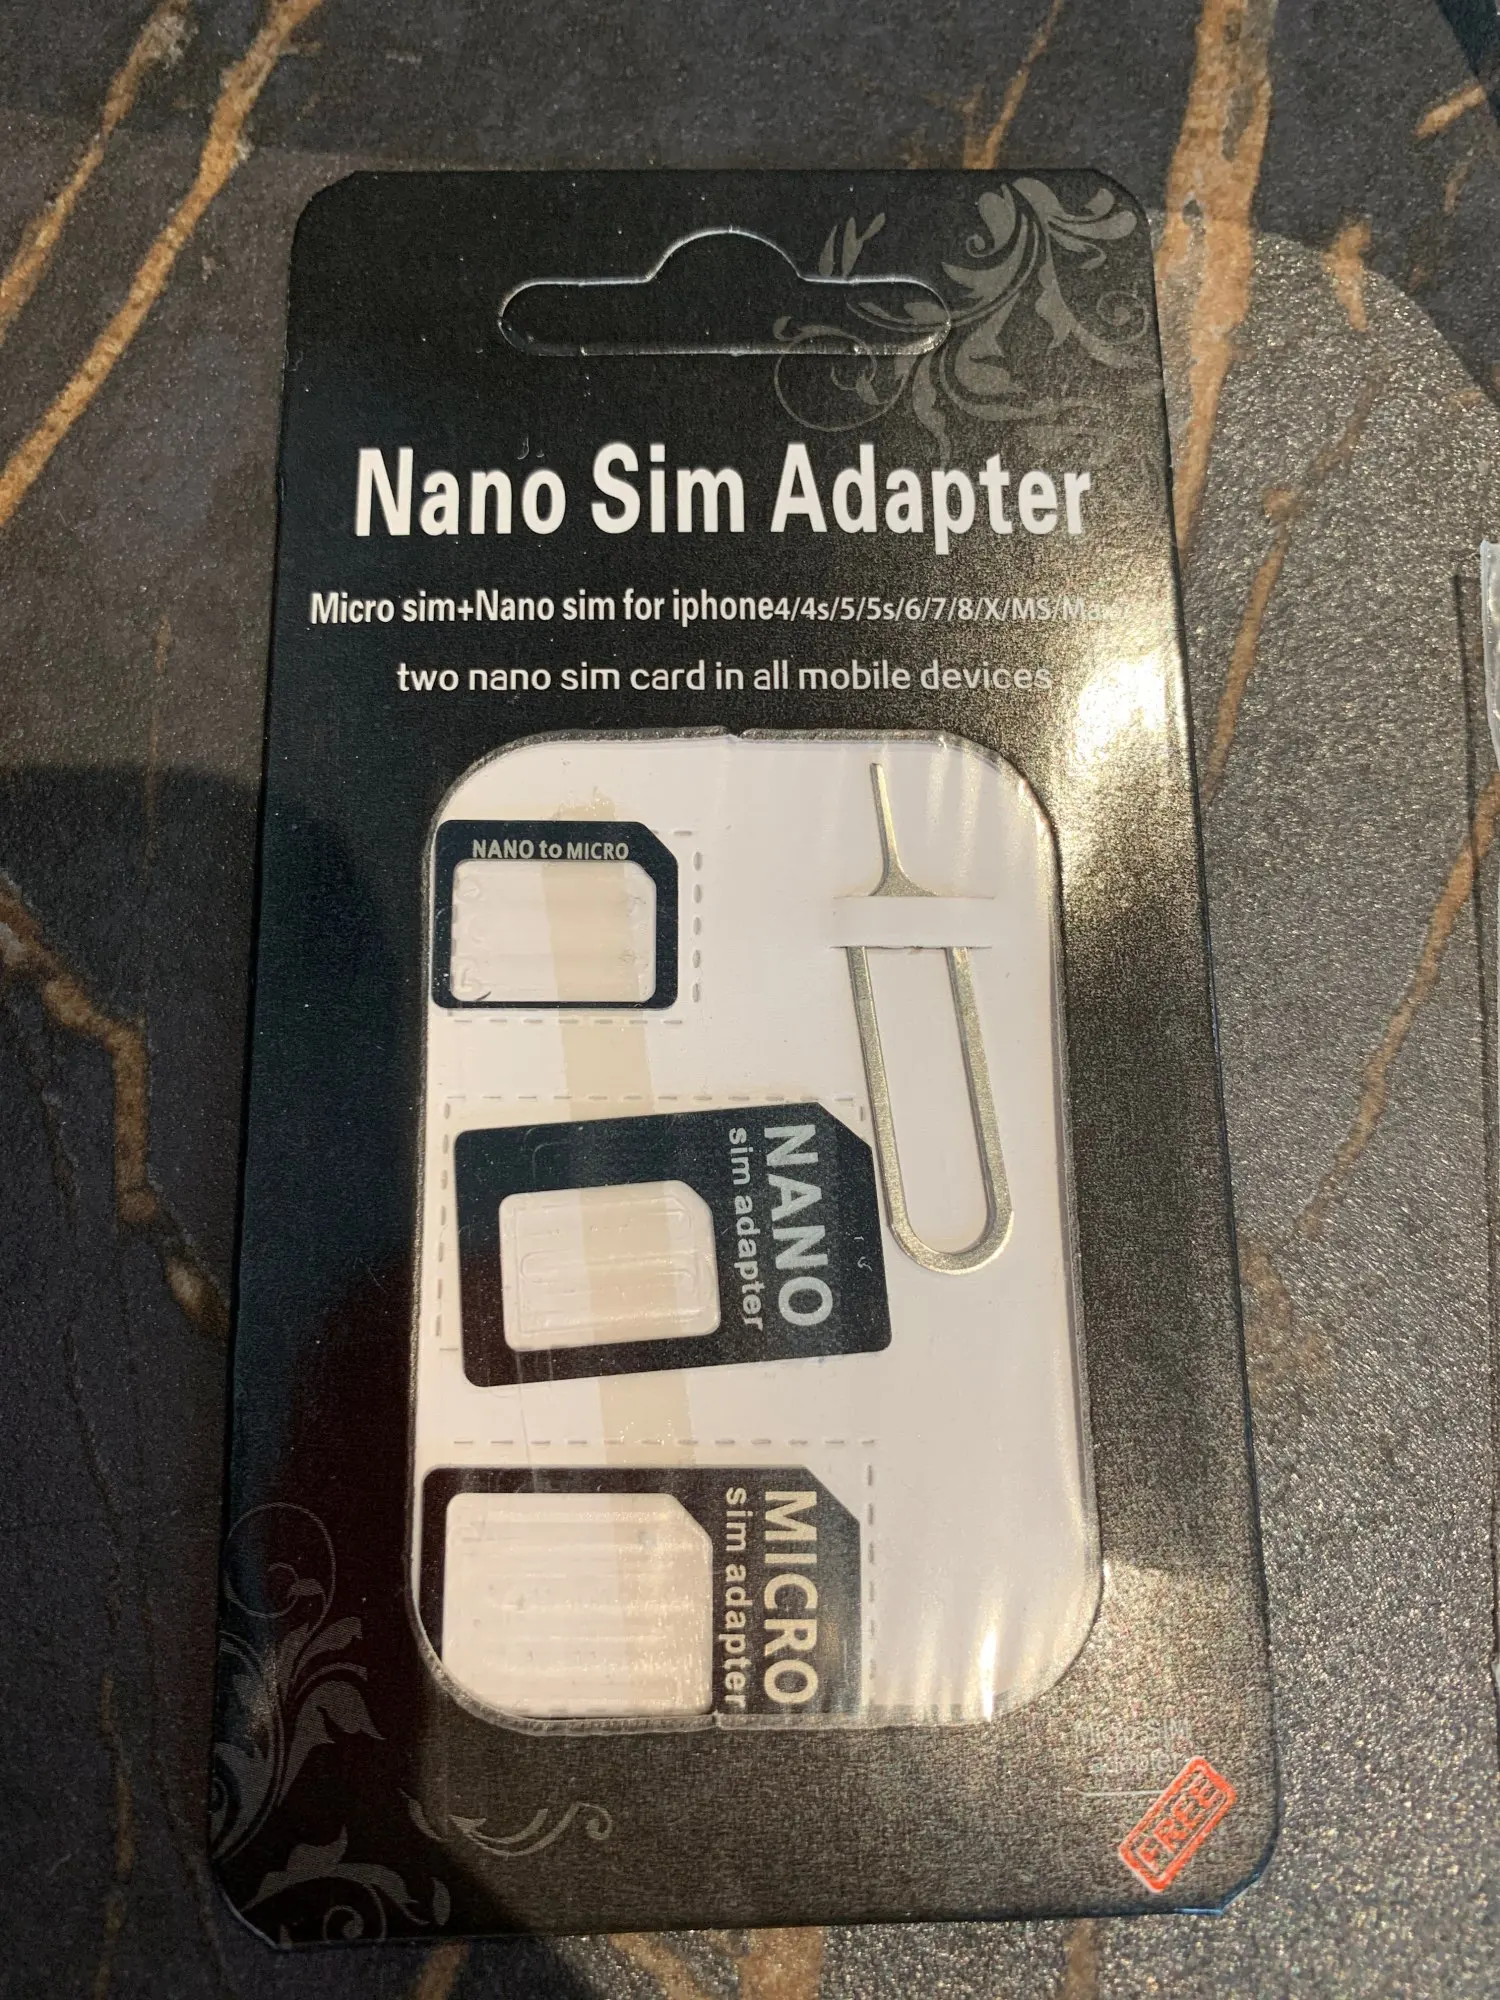 Nano Sim Adapter
Micro sim+Nano sim for iphone4/4s/5/5s/6/7/8/X/MS/Max
two nano sim card in all mobile devices
NANO to MICRO
NANO
sim adapter
MICRO
sim adapter
FREE